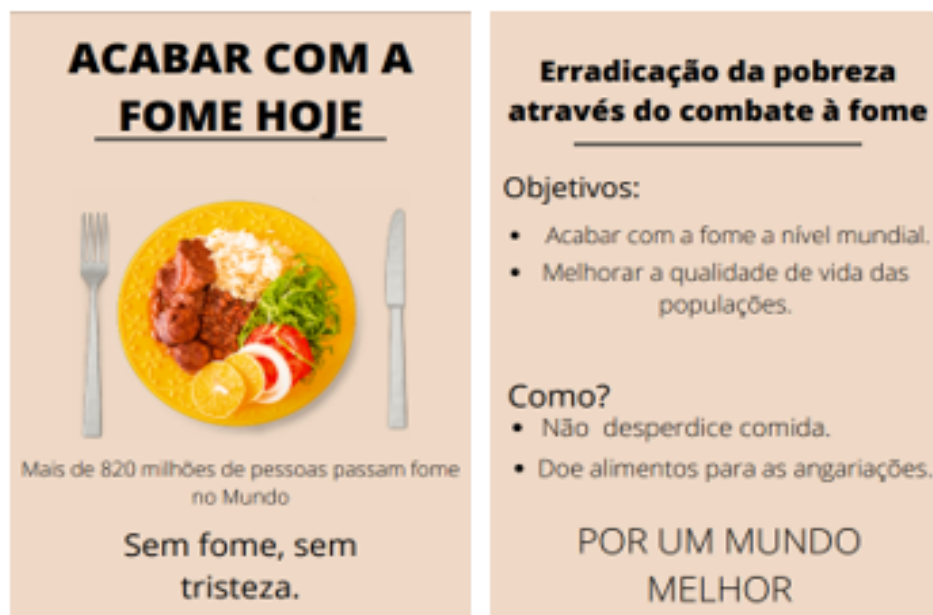 ACABAR COM A
FOME HOJE
Mais de 820 milhões de pessoas passam fome
no Mundo
Sem fome, sem
tristeza.
Erradicação da pobreza
através do combate à fome
Objetivos:
• Acabar com a fome a nível mundial.
• Melhorar a qualidade de vida das
populações.
Como?
• Não desperdice comida.
• Doe alimentos para as angariações.
POR UM MUNDO
MELHOR